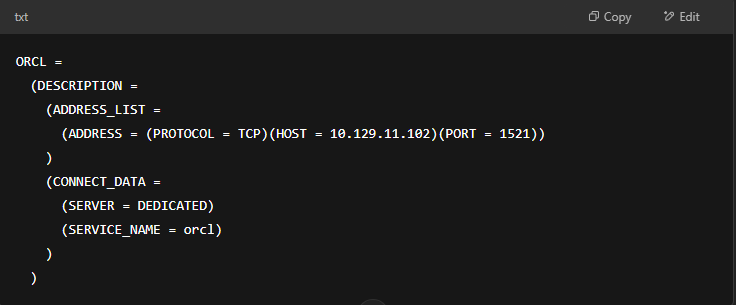 txt
Copy
Edit
ORCL =
  (DESCRIPTION =
    (ADDRESS_LIST =
      (ADDRESS = (PROTOCOL = TCP)(HOST = 10.129.11.102)(PORT = 1521))
    )
    (CONNECT_DATA =
      (SERVER = DEDICATED)
      (SERVICE_NAME = orcl)
    )
  )